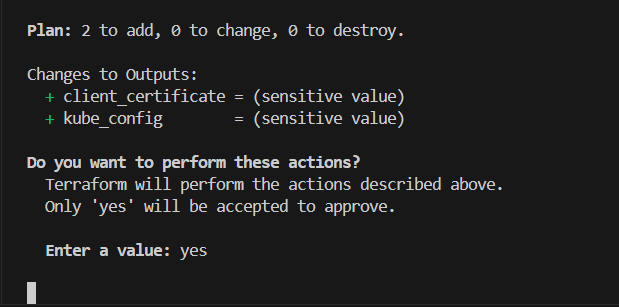 Plan: 2 to add, 0 to change, 0 to destroy.
Changes to Outputs:
+ client_certificate = (sensitive value)
+ kube_config = (sensitive value)
Do you want to perform these actions?
Terraform will perform the actions described above.
Only 'yes' will be accepted to approve.
Enter a value: yes